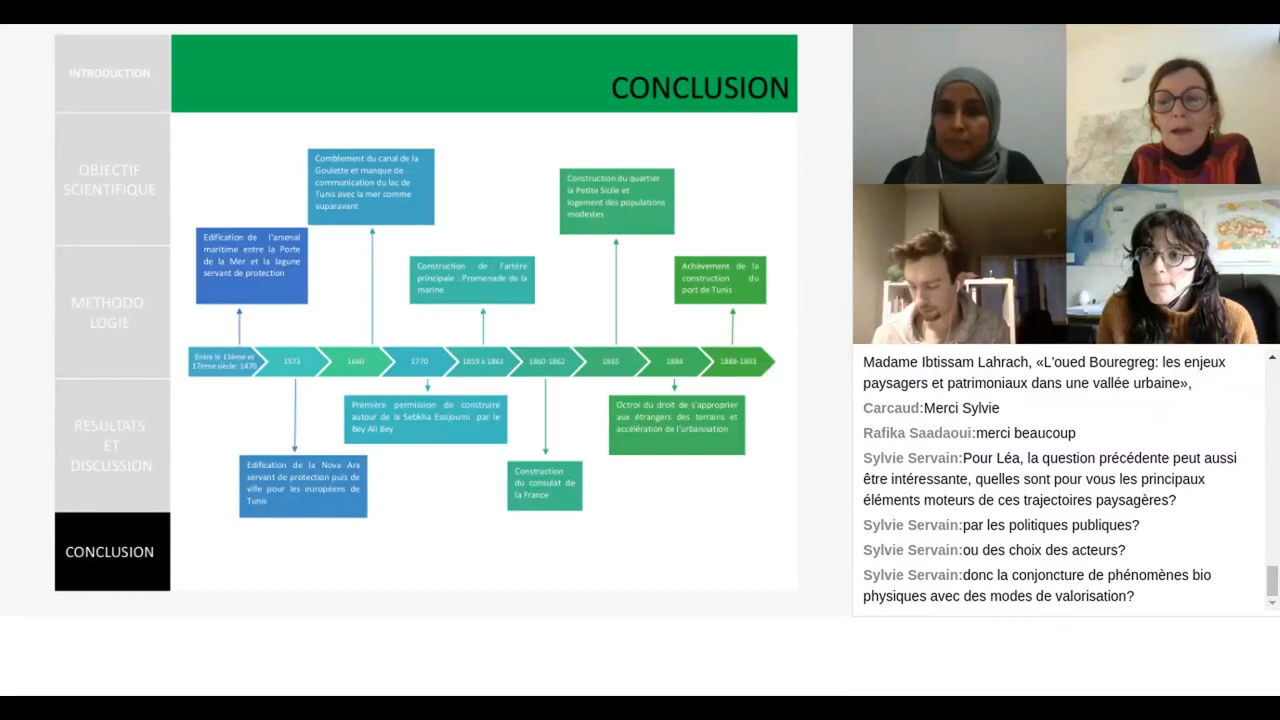 INTRODUCTION
OBJECTIF
SCIENTIFIQUE
METHODO-
LOGIE
RESULTATS
ET
DISCUSSION
CONCLUSION
CONCLUSION
Comblement du canal de la
Goulette et manque de
communication du lac de
Tunis avec la mer comme
auparavant
Construction du quartier
la Petite Sicile et
logement des populations
modestes
Edification de l'arsenal
maritime entre la Porte
de la Mer et la lagune
servant de protection
Construction de l'artère
principale : Promenade de la
marine
Achèvement de la
construction du
port de Tunis
Entre le 13ème et
17ème siècle: 1470
1573
1640
1770
1859 à 1861
1860-1862
1865
1884
1888-1893
Première permission de construire
autour de la Sebkha Essijoumi par le
Bey Ali Bey
Octroi du droit de s'approprier
aux étrangers des terrains et
accélération de l'urbanisation
Edification de la Nova Arx
servant de protection puis de
ville pour les européens de
Tunis
Construction
du consulat de
la France
Madame Ibtissam Lahrach, «L'oued Bouregreg: les enjeux
paysagers et patrimoniaux dans une vallée urbaine»,
Carcaud:Merci Sylvie
Rafika Saadaoui:merci beaucoup
Sylvie Servain:Pour Léa, la question précédente peut aussi
être intéressante, quelles sont pour vous les principaux
éléments moteurs de ces trajectoires paysagères?
Sylvie Servain:par les politiques publiques?
Sylvie Servain:ou des choix des acteurs?
Sylvie Servain:donc la conjoncture de phénomènes bio
physiques avec des modes de valorisation?